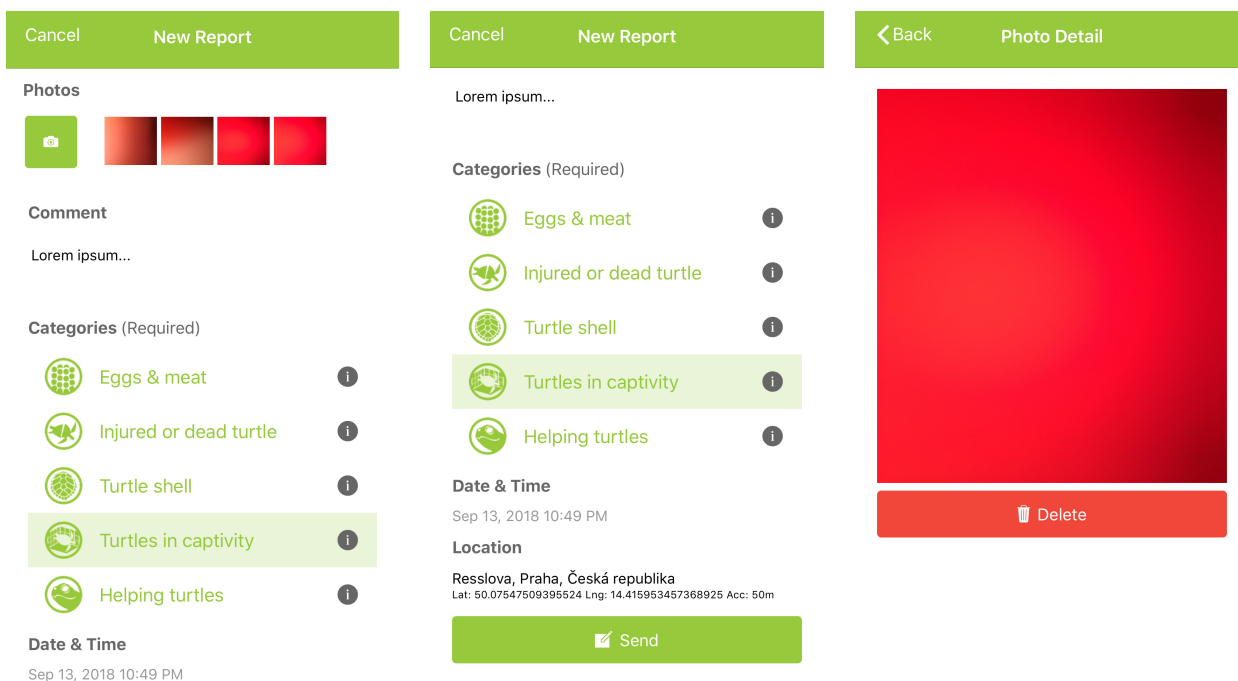 Cancel New Report
Photos
Comment
Lorem ipsum...
Categories (Required)
Eggs & meat
Injured or dead turtle
Turtle shell
Turtles in captivity
Helping turtles
Date & Time
Sep 13, 2018 10:49 PM
Cancel New Report
Lorem ipsum...
Categories (Required)
Eggs & meat
Injured or dead turtle
Turtle shell
Turtles in captivity
Helping turtles
Date & Time
Sep 13, 2018 10:49 PM
Location
Resslova, Praha, Česká republika
Lat: 50.07547509395524 Lng: 14.415953457368925 Acc: 50m
Send
Back Photo Detail
Delete